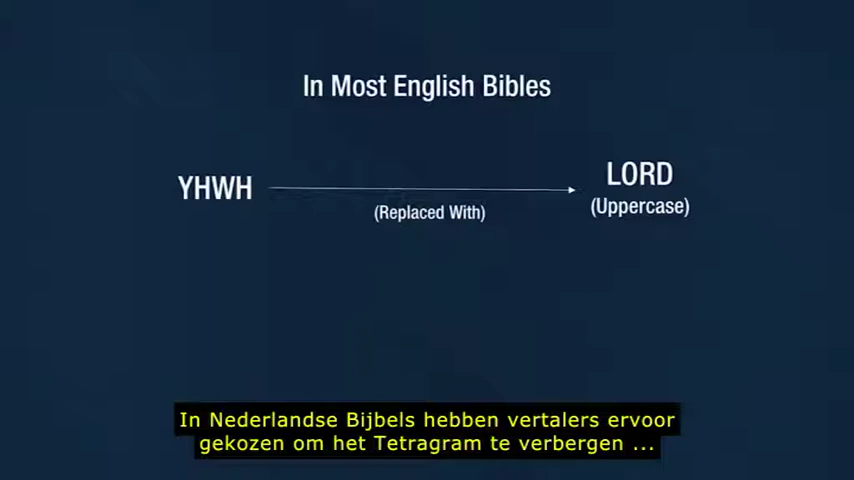 In Most English Bibles
YHWH
LORD
(Replaced With)
(Uppercase)
In Nederlandse Bijbels hebben vertalers ervoor
gekozen om het Tetragram te verbergen ...